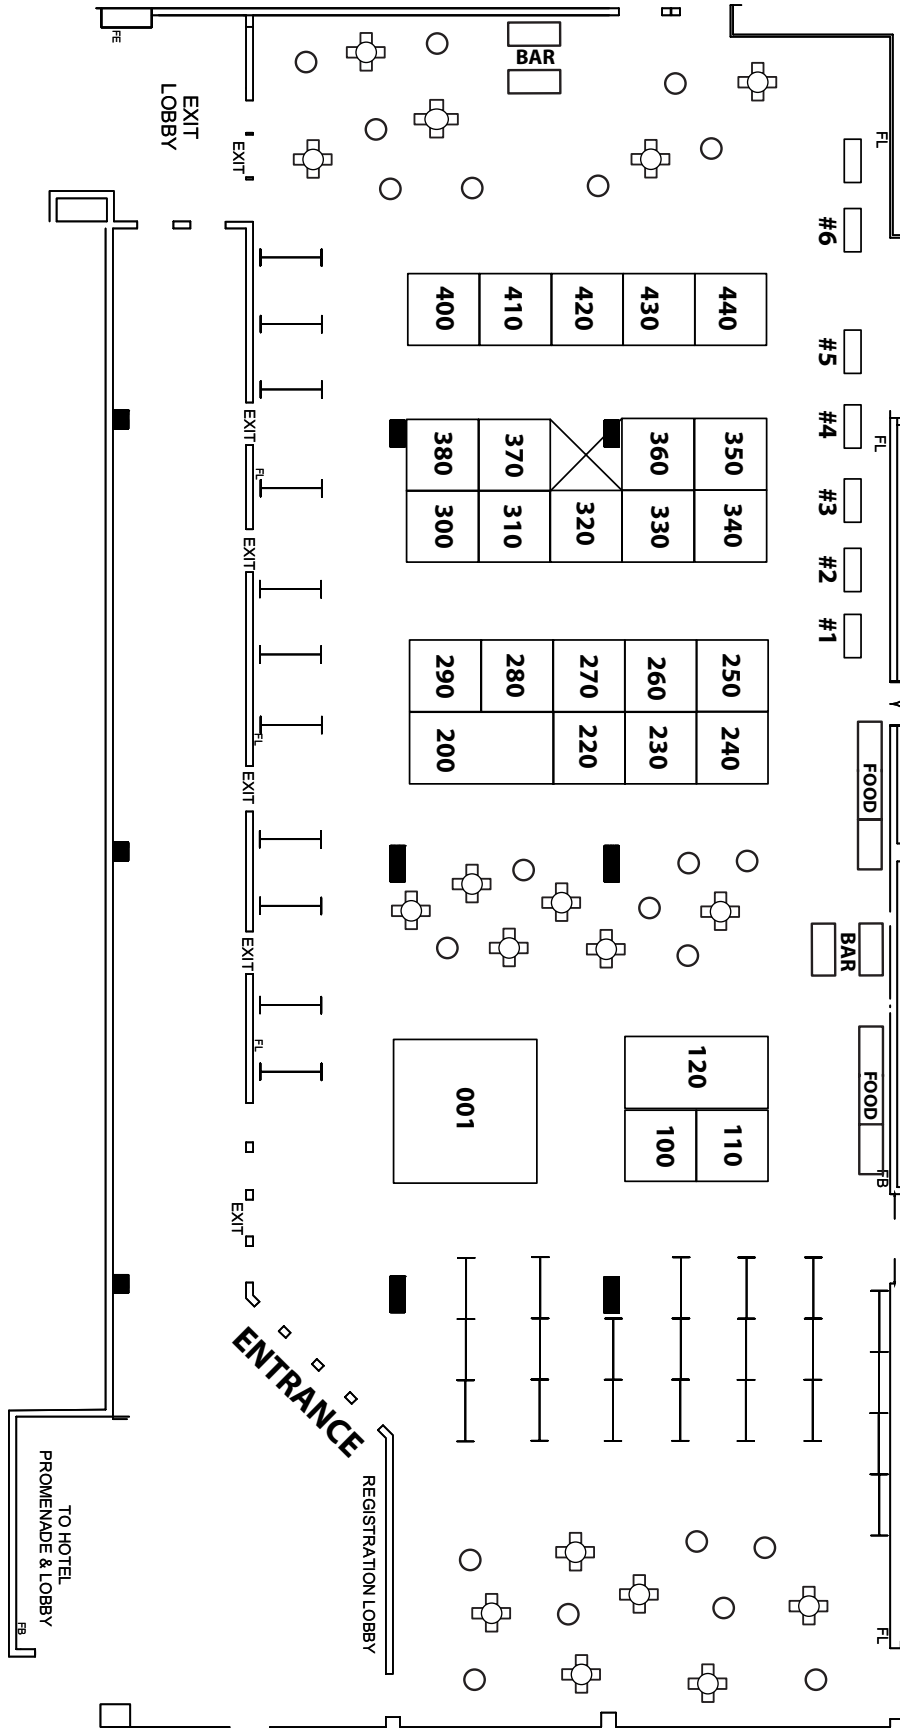 FE
EXIT
LOBBY
EXIT
BAR
FL
#6
400
410
420
430
440
#5
EXIT
FL
380
370
360
350
#4
FL
300
310
320
330
340
#3
EXIT
#2
#1
290
280
270
260
250
200
220
230
240
FL
EXIT
FOOD
BAR
EXIT
FL
001
120
100
110
FOOD
FB
EXIT
ENTRANCE
REGISTRATION LOBBY
TO HOTEL
PROMENADE & LOBBY
FB
FL